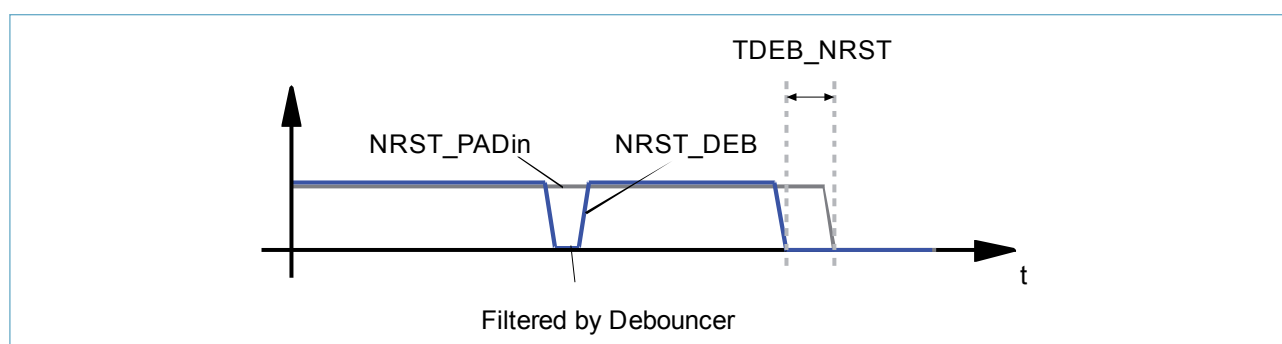 TDEB_NRST
NRST_PADin
NRST_DEB
t
Filtered by Debouncer